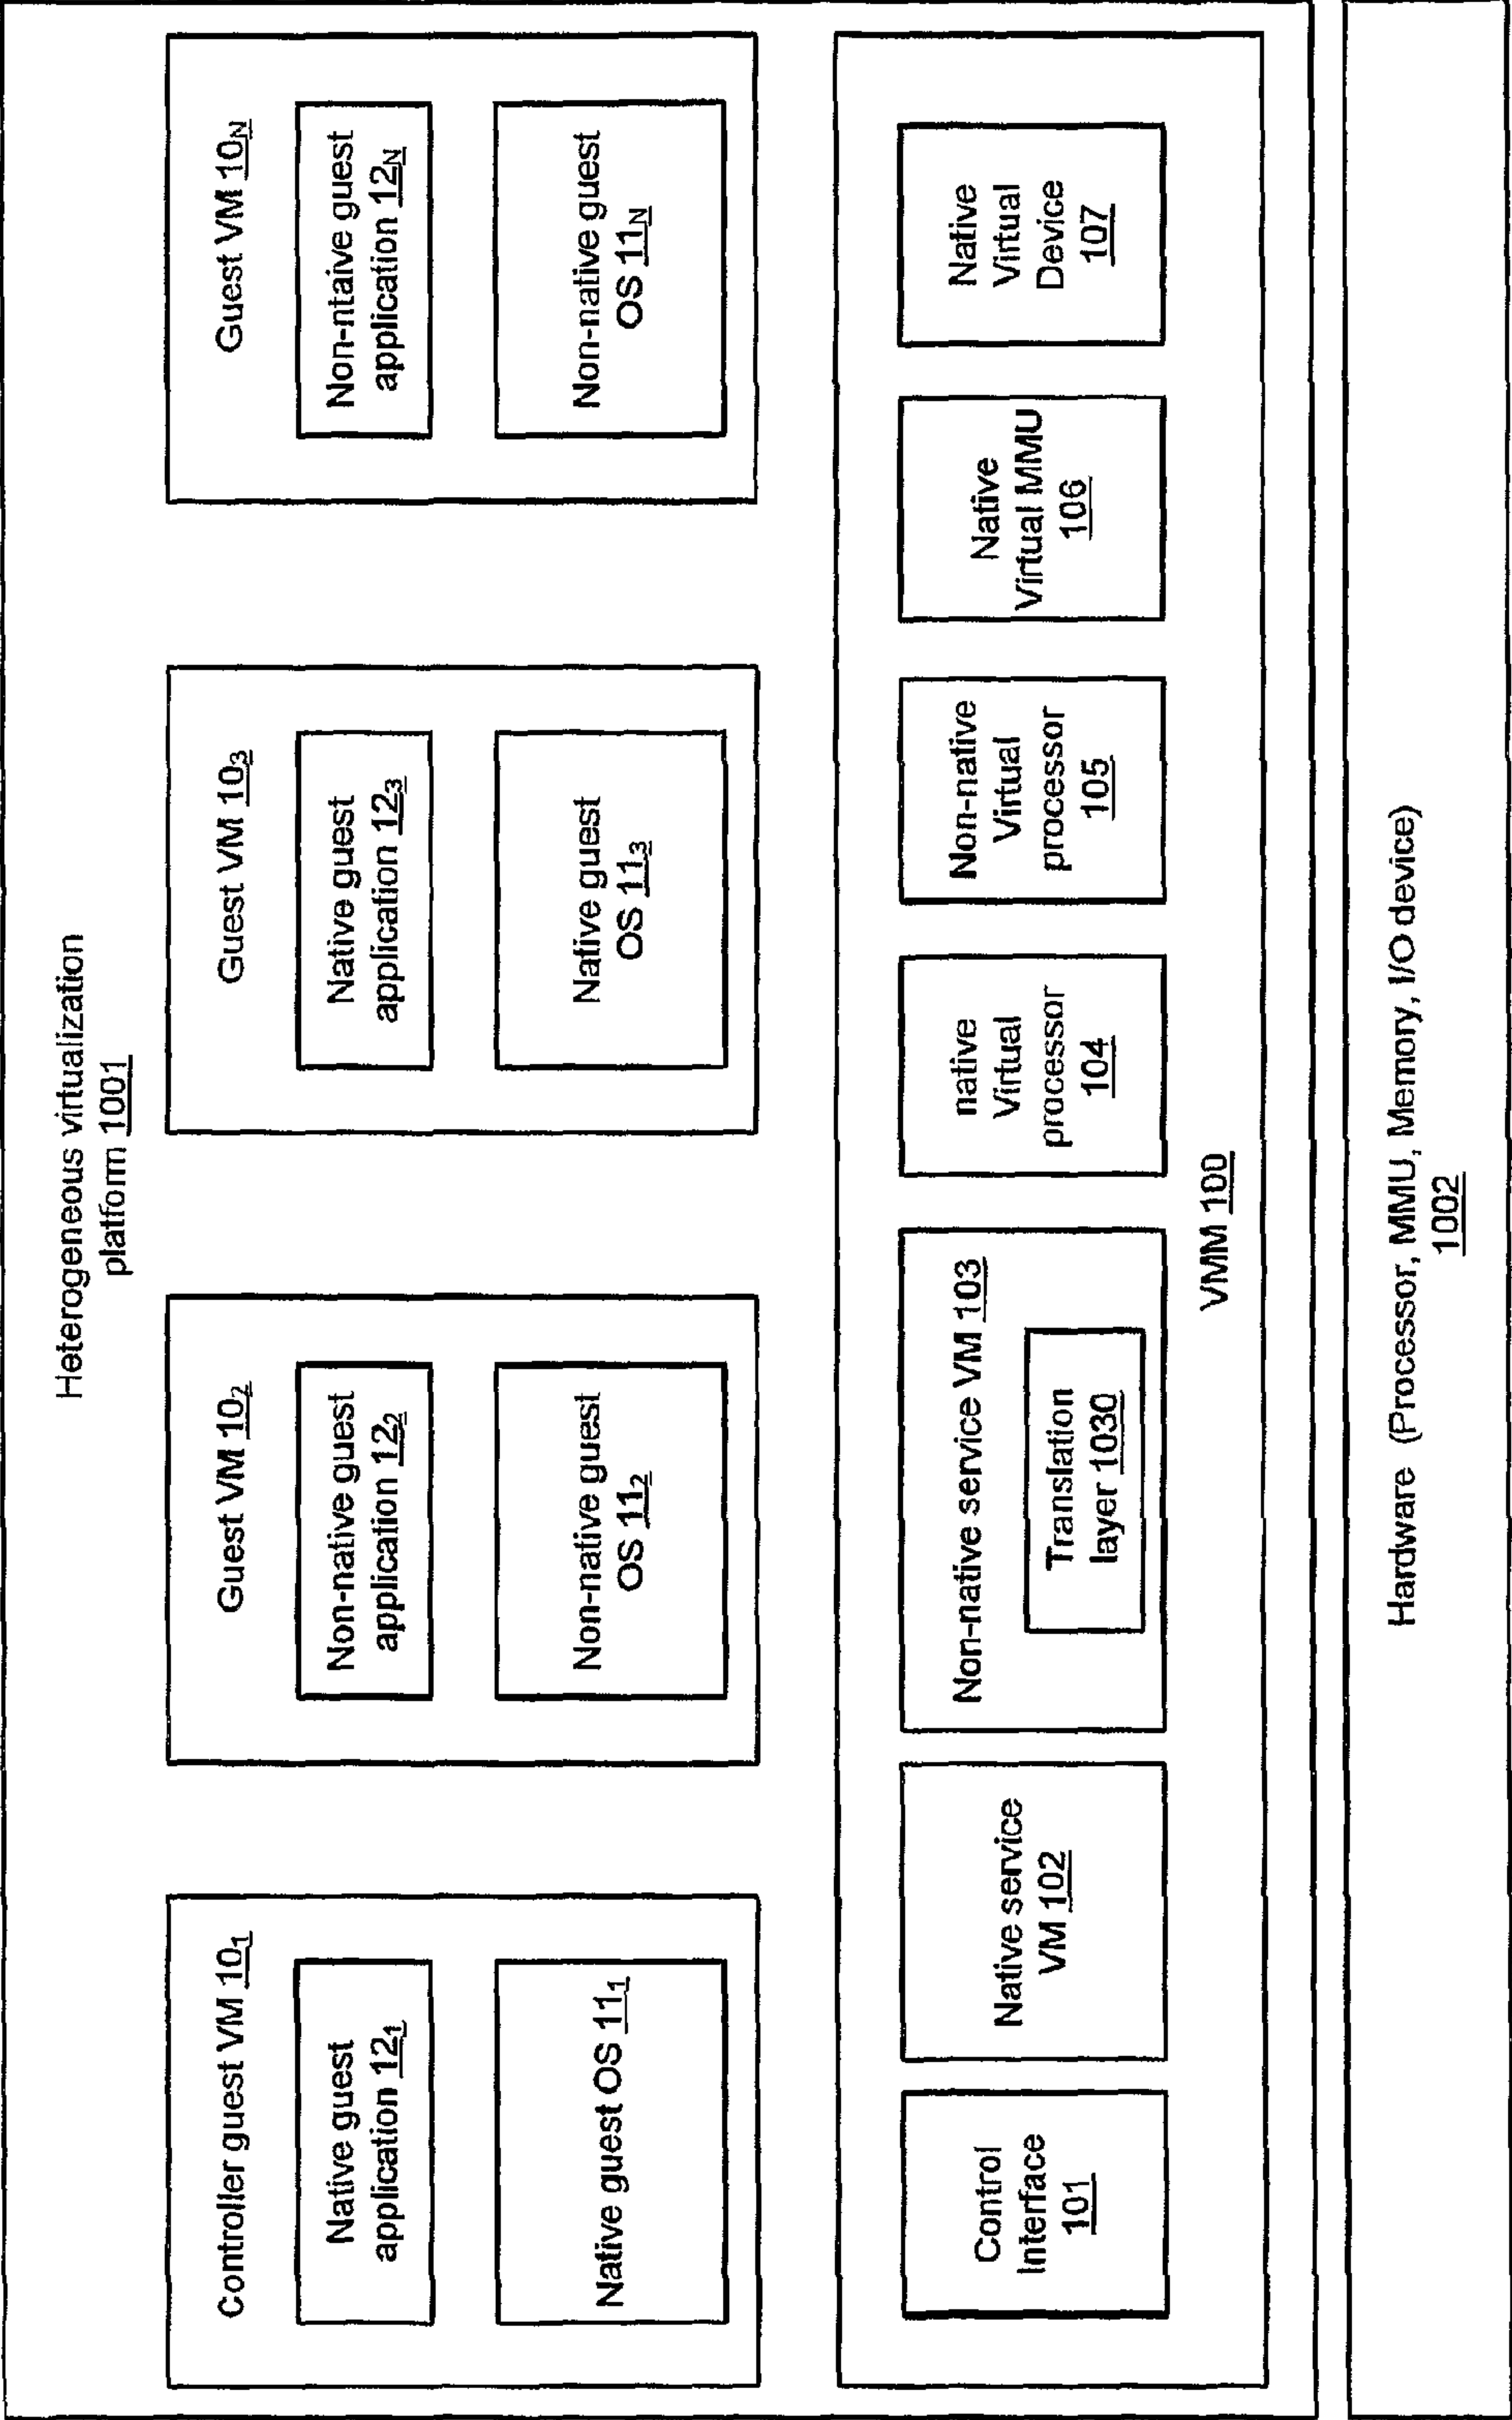 Heterogeneous virtualization
platform 1001
Controller guest VM 10₁
Native guest
application 12₁
Native guest OS 11₁
Guest VM 10₂
Non-native guest
application 12₂
Non-native guest
OS 11₂
Guest VM 10₃
Native guest
application 12₃
Native guest
OS 11₃
Guest VM 10N
Non-ntaive guest
application 12N
Non-native guest
OS 11N
Control
Interface
101
Native service
VM 102
Non-native service VM 103
Translation
layer 1030
native
Virtual
processor
104
Non-native
Virtual
processor
105
Native
Virtual MMU
106
Native
Virtual
Device
107
VMM 100
Hardware (Processor, MMU, Memory, I/O device)
1002